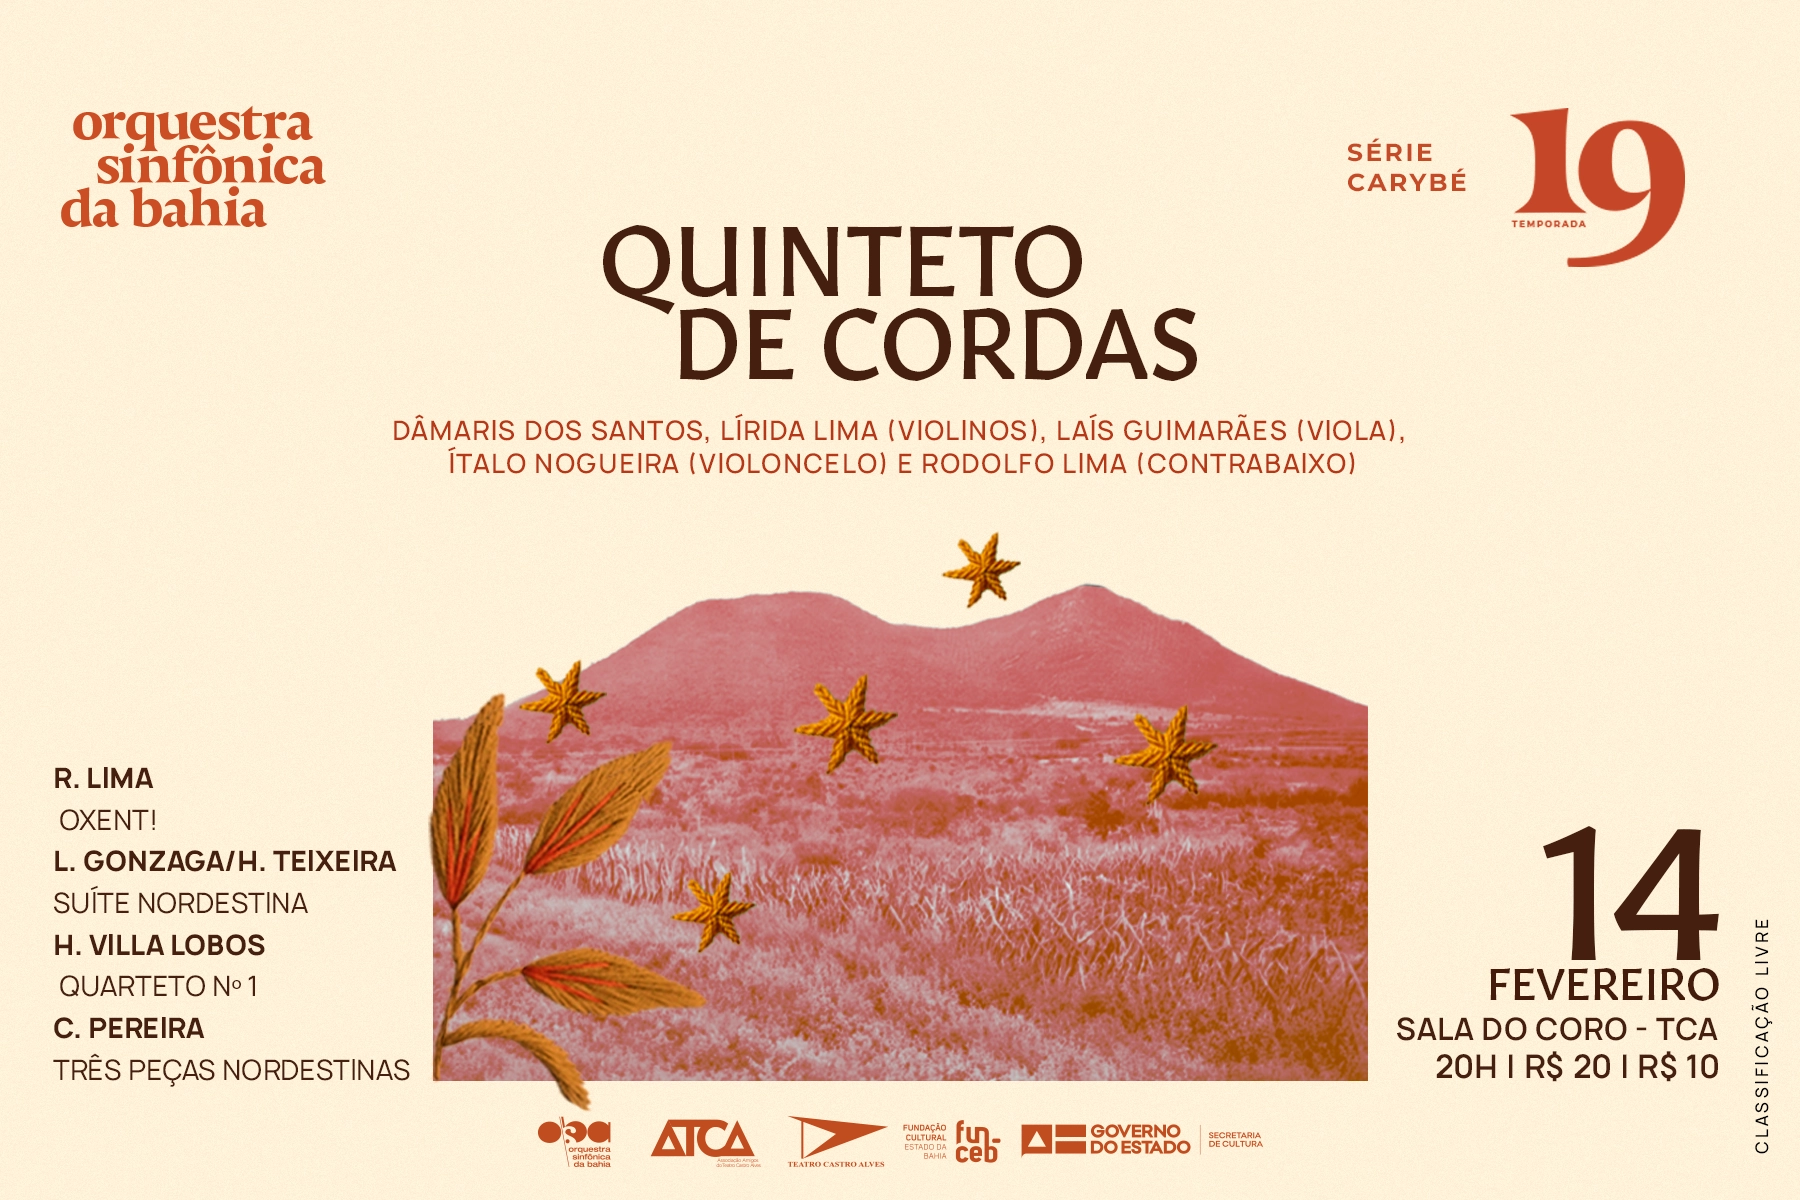 orquestra
sinfônica
da bahia
SÉRIE
CARYBÉ
19
TEMPORADA
QUINTETO
DE CORDAS
DÂMARIS DOS SANTOS, LÍRIDA LIMA (VIOLINOS), LAÍS GUIMARÃES (VIOLA),
ÍTALO NOGUEIRA (VIOLONCELO) E RODOLFO LIMA (CONTRABAIXO)
R. LIMA
OXENT!
L. GONZAGA/H. TEIXEIRA
SUÍTE NORDESTINA
H. VILLA LOBOS
QUARTETO Nº 1
C. PEREIRA
TRÊS PEÇAS NORDESTINAS
14
FEVEREIRO
SALA DO CORO - TCA
20H I R$ 20 I R$ 10
CLASSIFICAÇÃO LIVRE
osba
orquestra
sinfônica
da bahia
ATCA
Associação Amigos
do Teatro Castro Alves
TEATRO CASTRO ALVES
FUNDAÇÃO
CULTURAL
ESTADO DA
BAHIA
fun-
ceb
GOVERNO
DO ESTADO
SECRETARIA
DE CULTURA